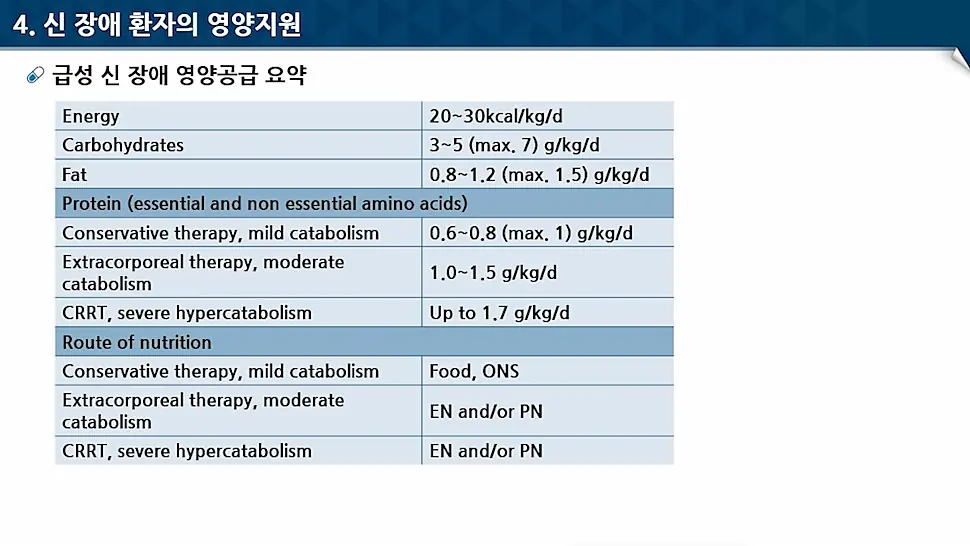 4. 신 장애 환자의 영양지원
급성 신 장애 영양공급 요약
Energy 20~30kcal/kg/d
Carbohydrates 3~5 (max. 7) g/kg/d
Fat 0.8~1.2 (max. 1.5) g/kg/d
Protein (essential and non essential amino acids)
Conservative therapy, mild catabolism 0.6~0.8 (max. 1) g/kg/d
Extracorporeal therapy, moderate
catabolism 1.0~1.5 g/kg/d
CRRT, severe hypercatabolism Up to 1.7 g/kg/d
Route of nutrition
Conservative therapy, mild catabolism Food, ONS
Extracorporeal therapy, moderate
catabolism EN and/or PN
CRRT, severe hypercatabolism EN and/or PN